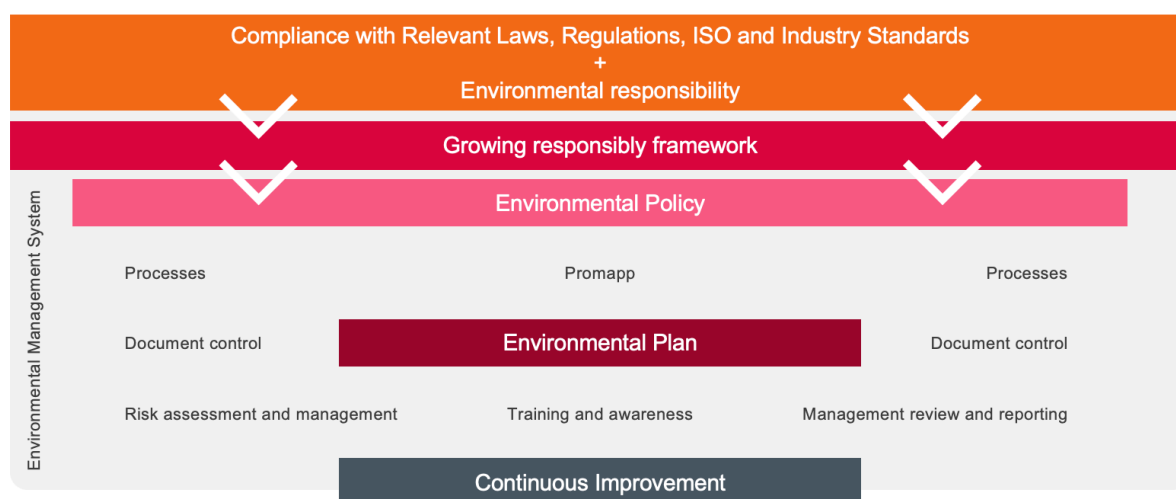 Compliance with Relevant Laws, Regulations, ISO and Industry Standards
+
Environmental responsibility
Growing responsibly framework
Environmental Policy
Environmental Management System
Processes
Promapp
Processes
Document control
Environmental Plan
Document control
Risk assessment and management
Training and awareness
Management review and reporting
Continuous Improvement